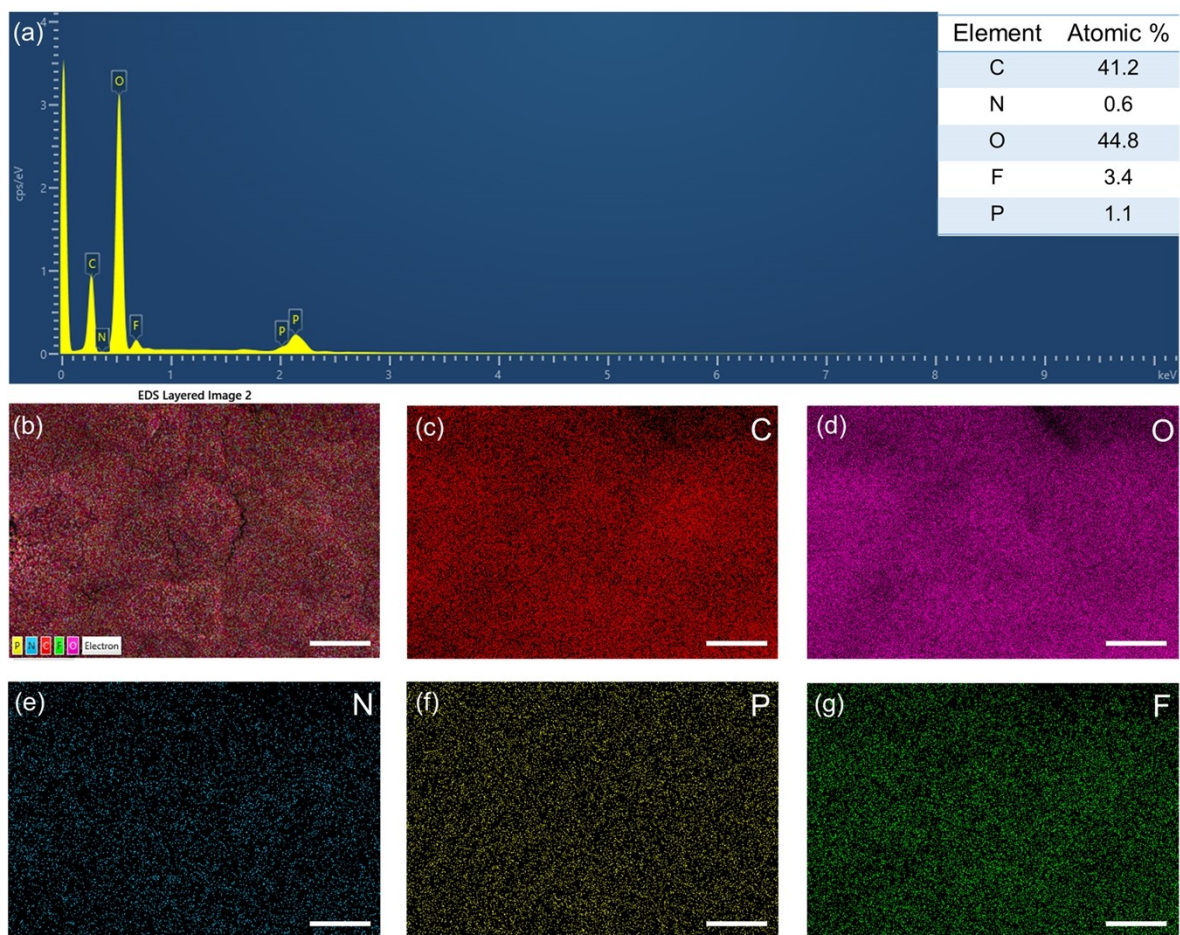 (a)
4
3
2
1
0
cps/eV
C
N
O
F
P
P
0 1 2 3 4 5 6 7 8 9 keV
Element Atomic %
C 41.2
N 0.6
O 44.8
F 3.4
P 1.1
EDS Layered Image 2
(b)
P N C F O Electron
(c) C
(d) O
(e) N
(f) P
(g) F